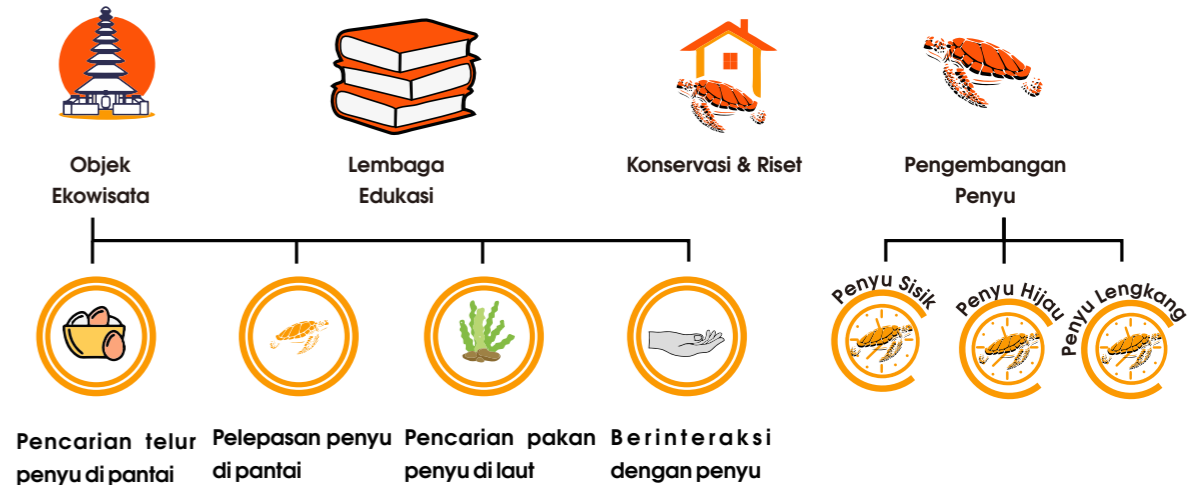 Objek
Ekowisata
Lembaga
Edukasi
Konservasi & Riset
Pengembangan
Penyu
Penyu Sisik
Penyu Hijau
Penyu Lengkang
Pencarian telur
penyu di pantai
Pelepasan penyu
di pantai
Pencarian pakan
penyu di laut
Berinteraksi
dengan penyu